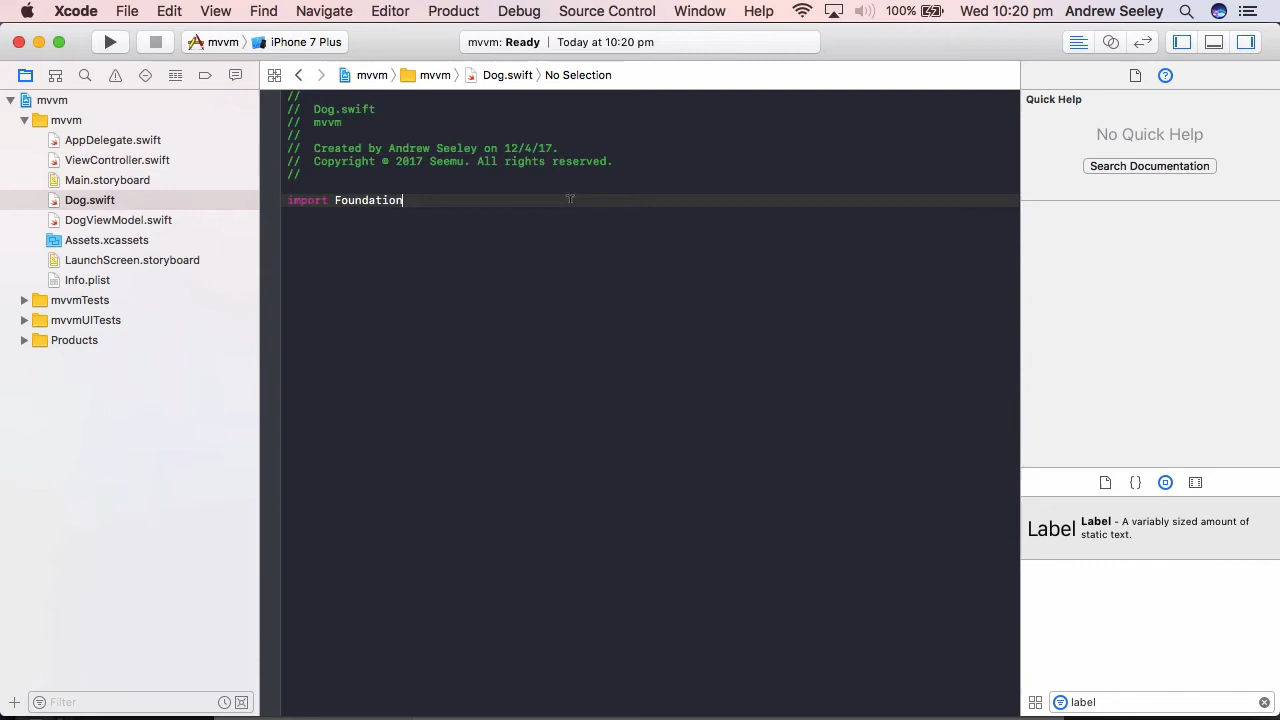 Xcode File Edit View Find Navigate Editor Product Debug Source Control Window Help 100% Wed 10:20 pm Andrew Seeley
mvvm iPhone 7 Plus
mvvm: Ready | Today at 10:20 pm
mvvm mvvm Dog.swift No Selection
mvvm
mvvm
AppDelegate.swift
ViewController.swift
Main.storyboard
Dog.swift
DogViewModel.swift
Assets.xcassets
LaunchScreen.storyboard
Info.plist
mvvmTests
mvvmUITests
Products
Filter
//
// Dog.swift
// mvvm
//
// Created by Andrew Seeley on 12/4/17.
// Copyright © 2017 Seemu. All rights reserved.
//
import Foundation
Quick Help
No Quick Help
Search Documentation
{}
Label
Label - A variably sized amount of
static text.
label